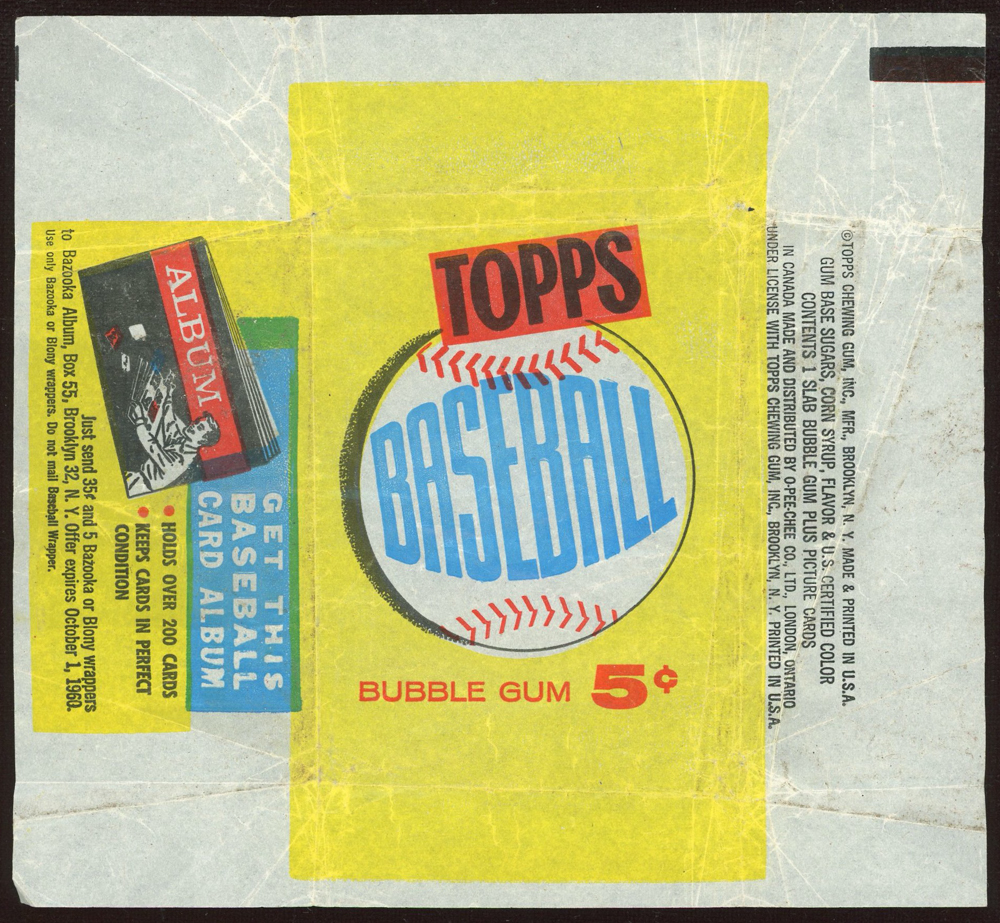 TOPPS
BASEBALL
BUBBLE GUM 5¢
ALBUM
GET THIS
BASEBALL
CARD ALBUM
• HOLDS OVER 200 CARDS
• KEEPS CARDS IN PERFECT
CONDITION
Just send 35¢ and 5 Bazooka or Blony wrappers
to Bazooka Album, Box 55, Brooklyn 32, N. Y. Offer expires October 1, 1960.
Use only Bazooka or Blony wrappers. Do not mail Baseball Wrapper.
©TOPPS CHEWING GUM, INC., MFR., BROOKLYN, N. Y. MADE & PRINTED IN U.S.A.
GUM BASE SUGARS, CORN SYRUP, FLAVOR & U.S. CERTIFIED COLOR
CONTENTS 1 SLAB BUBBLE GUM PLUS PICTURE CARDS
IN CANADA MADE AND DISTRIBUTED BY O-PEE-CHEE CO., LTD., LONDON, ONTARIO
UNDER LICENSE WITH TOPPS CHEWING GUM, INC., BROOKLYN, N. Y. PRINTED IN U.S.A.